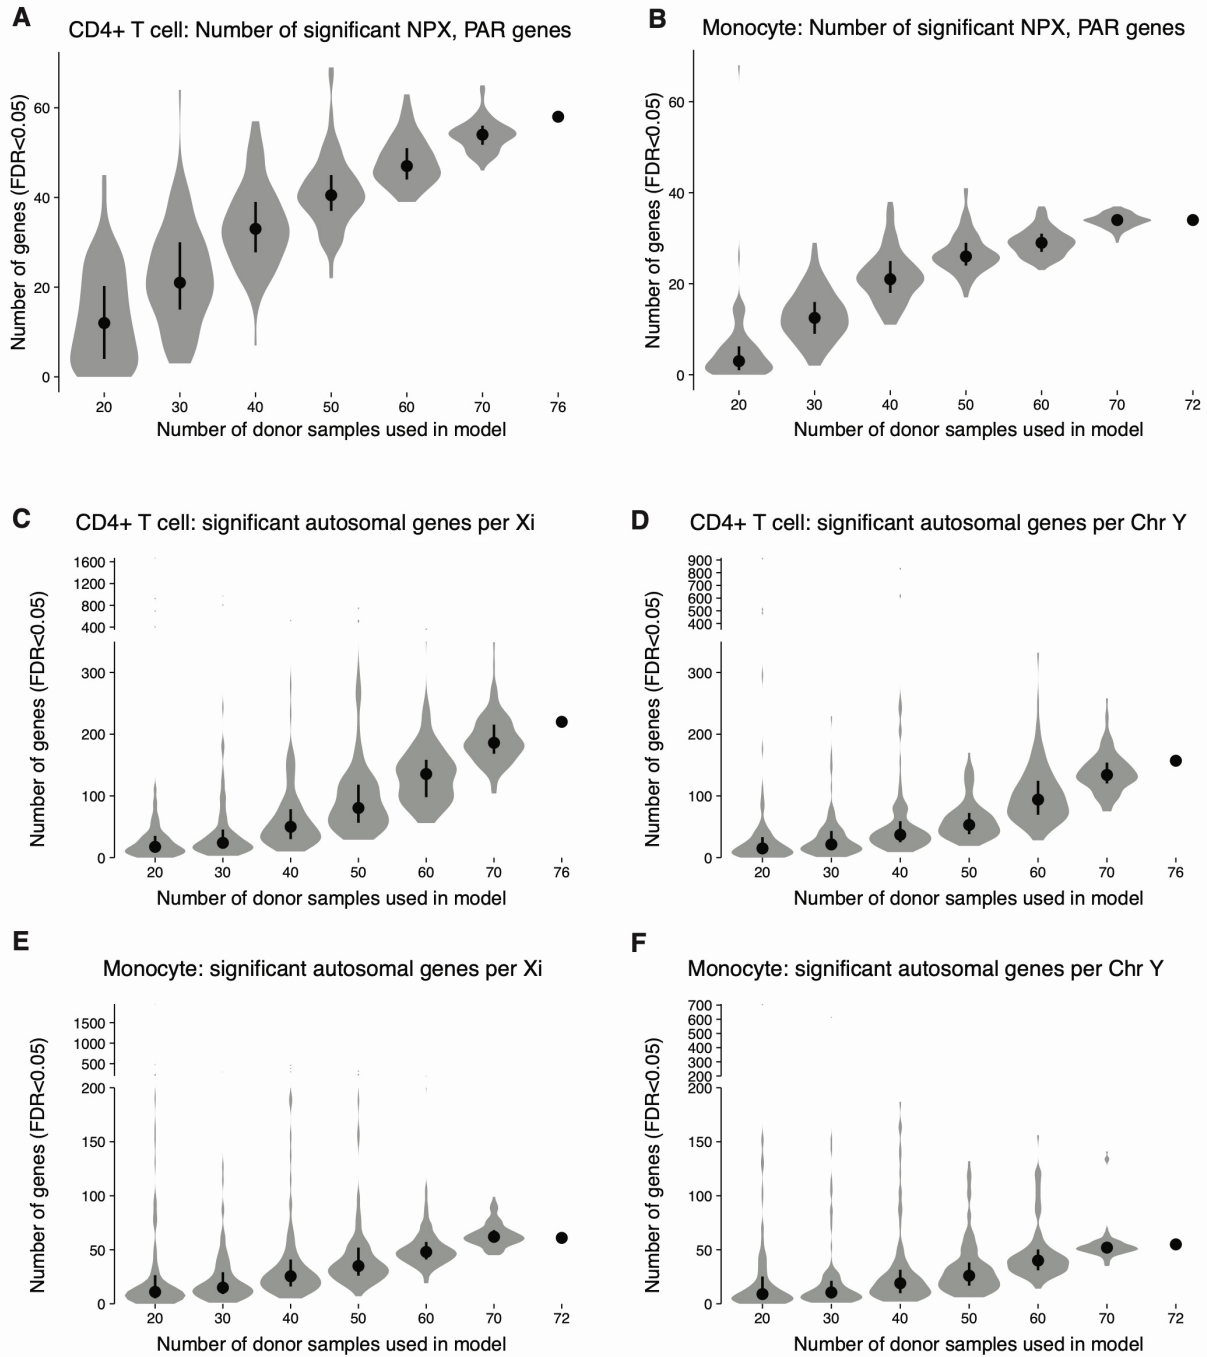 A
CD4+ T cell: Number of significant NPX, PAR genes
Number of genes (FDR<0.05)
60
40
20
0
20 30 40 50 60 70 76
Number of donor samples used in model
B
Monocyte: Number of significant NPX, PAR genes
Number of genes (FDR<0.05)
60
40
20
0
20 30 40 50 60 70 72
Number of donor samples used in model
C
CD4+ T cell: significant autosomal genes per Xi
Number of genes (FDR<0.05)
1600
1200
800
400
300
200
100
0
20 30 40 50 60 70 76
Number of donor samples used in model
D
CD4+ T cell: significant autosomal genes per Chr Y
Number of genes (FDR<0.05)
900
800
700
600
500
400
300
200
100
0
20 30 40 50 60 70 76
Number of donor samples used in model
E
Monocyte: significant autosomal genes per Xi
Number of genes (FDR<0.05)
1500
1000
500
200
150
100
50
0
20 30 40 50 60 70 72
Number of donor samples used in model
F
Monocyte: significant autosomal genes per Chr Y
Number of genes (FDR<0.05)
700
600
500
400
300
200
200
150
100
50
0
20 30 40 50 60 70 72
Number of donor samples used in model